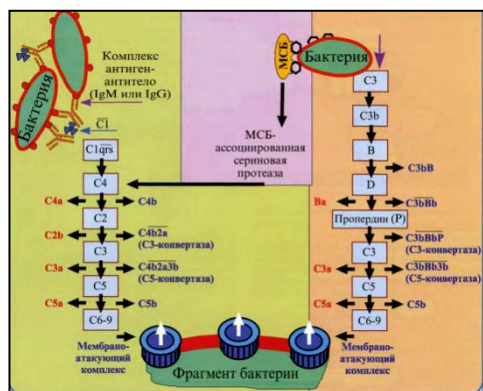 Комплекс
антиген-
антитело
(IgM или IgG)
Бактерия
C1
C1qrs
C4
C4a
C4b
C2
C2b
C4b2a
(C3-конвертаза)
C3
C3a
C4b2a3b
(C5-конвертаза)
C5
C5a
C5b
C6-9
Мембрано-
атакующий
комплекс
МСБ
Бактерия
МСБ-
ассоциированная
сериновая
протеаза
C3
C3b
B
C3bB
D
Ba
C3bBb
Пропердин (P)
C3bBbP
(C3-конвертаза)
C3
C3a
C3bBb3b
(C5-конвертаза)
C5
C5a
C5b
C6-9
Мембрано-
атакующий
комплекс
Фрагмент бактерии